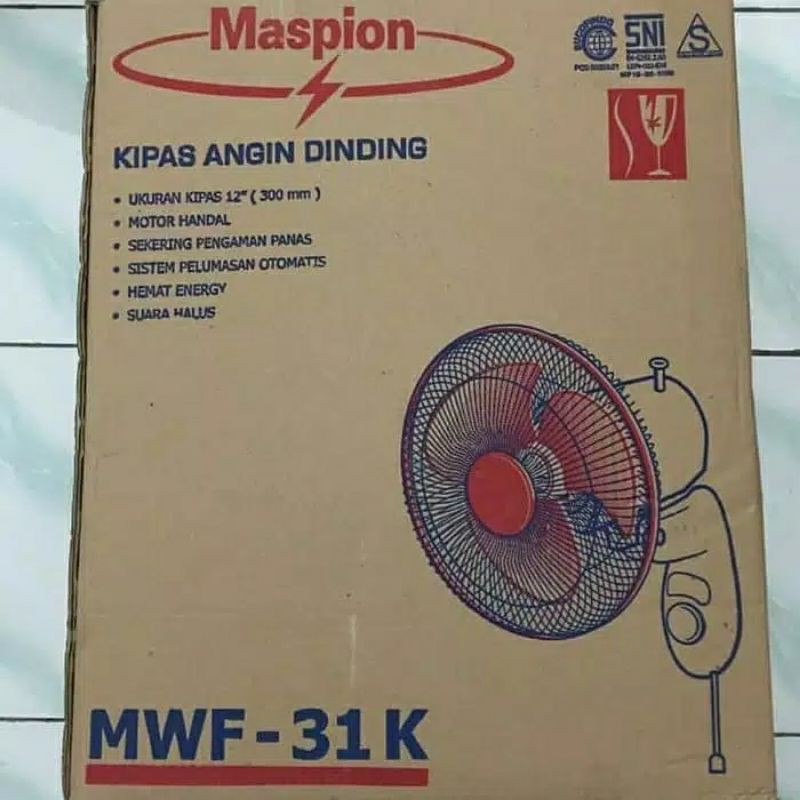 Maspion
SNI
S
KIPAS ANGIN DINDING
• UKURAN KIPAS 12" ( 300 mm )
• MOTOR HANDAL
• SEKERING PENGAMAN PANAS
• SISTEM PELUMASAN OTOMATIS
• HEMAT ENERGY
• SUARA HALUS
MWF - 31 K